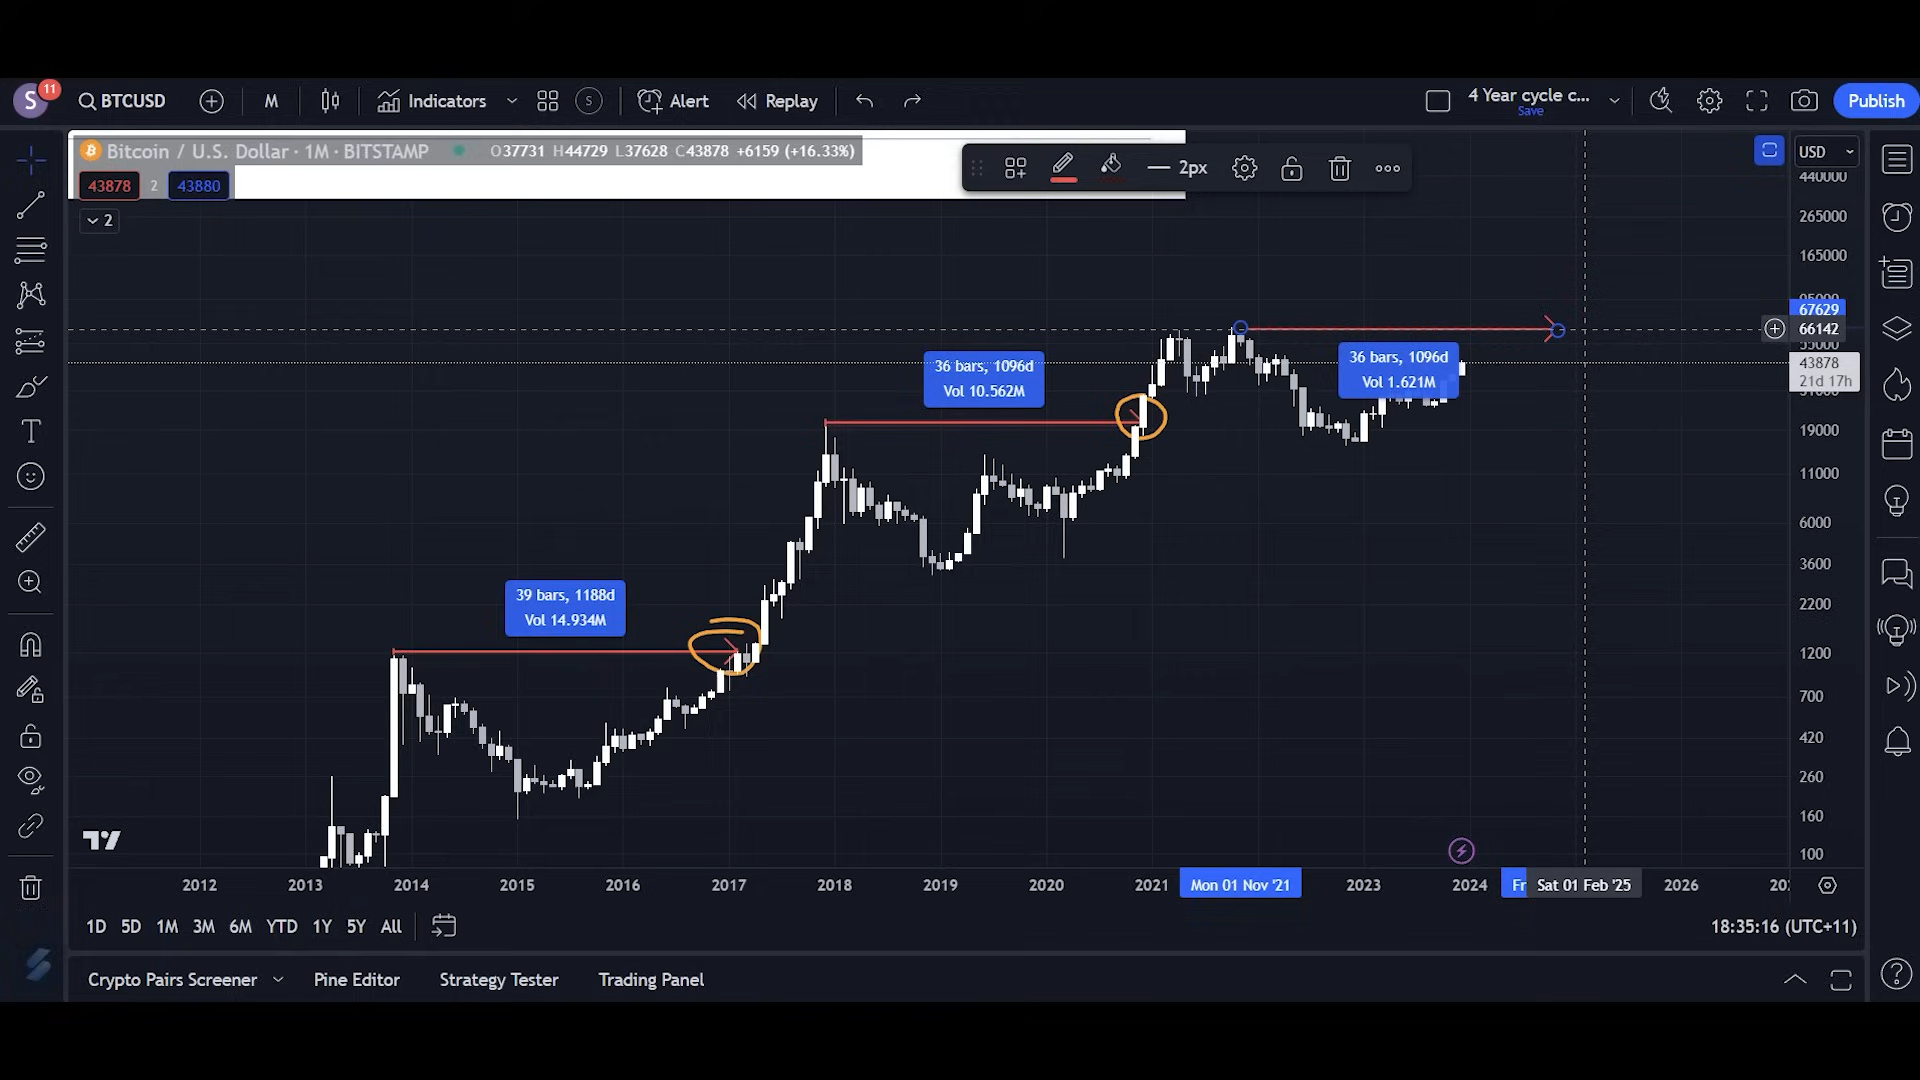 S 11 BTCUSD M Indicators S Alert Replay 4 Year cycle c... Save Publish
Bitcoin / U.S. Dollar · 1M · BITSTAMP O37731 H44729 L37628 C43878 +6159 (+16.33%)
2px
USD
43878 2 43880
2
440000
265000
165000
67629
66142
43878
21d 17h
19000
11000
6000
3600
2200
1200
700
420
260
160
100
36 bars, 1096d
Vol 10.562M
36 bars, 1096d
Vol 1.621M
39 bars, 1188d
Vol 14.934M
2012 2013 2014 2015 2016 2017 2018 2019 2020 2021 Mon 01 Nov '21 2023 2024 Fr Sat 01 Feb '25 2026
1D 5D 1M 3M 6M YTD 1Y 5Y All 18:35:16 (UTC+11)
Crypto Pairs Screener Pine Editor Strategy Tester Trading Panel